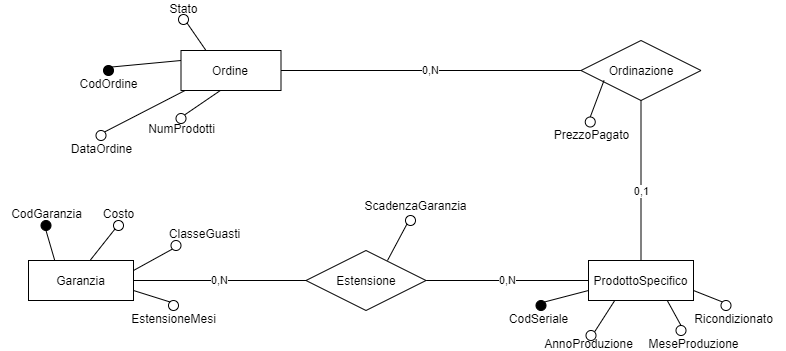 Stato
Ordine
0,N
Ordinazione
CodOrdine
NumProdotti
PrezzoPagato
DataOrdine
0,1
ScadenzaGaranzia
CodGaranzia
Costo
ClasseGuasti
Garanzia
0,N
Estensione
0,N
ProdottoSpecifico
EstensioneMesi
CodSeriale
Ricondizionato
AnnoProduzione
MeseProduzione